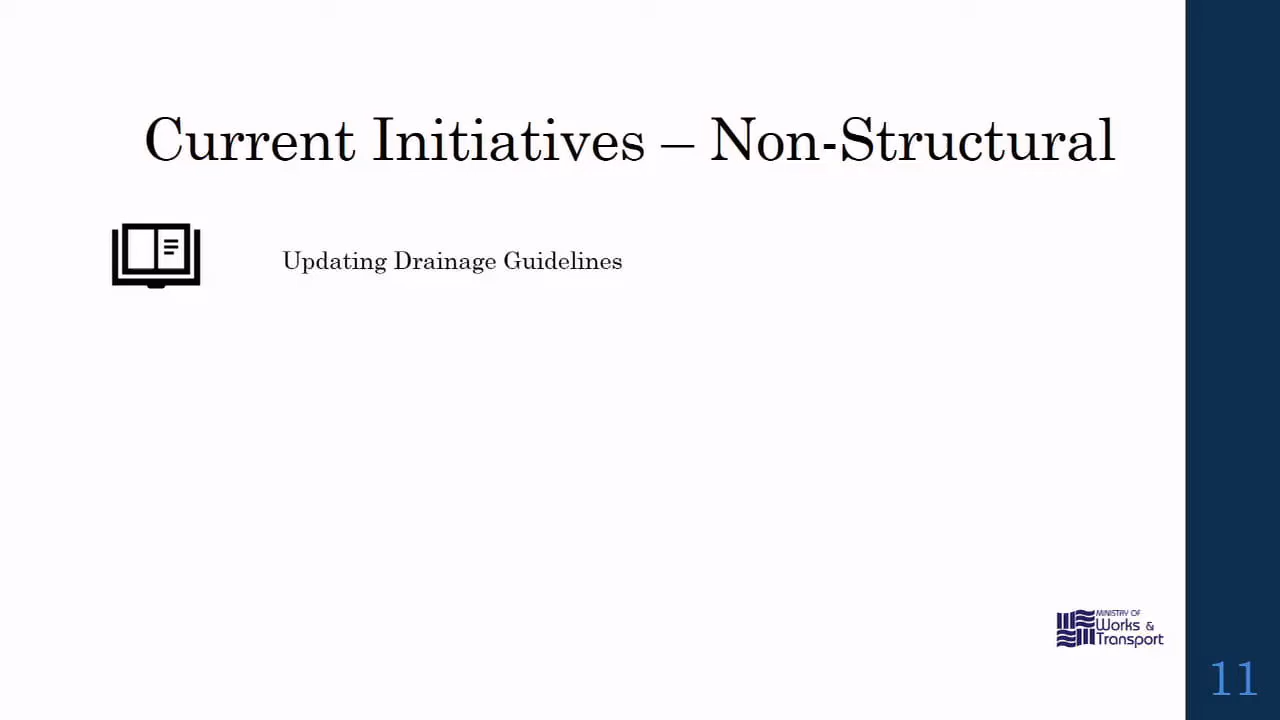 Current Initiatives – Non-Structural
Updating Drainage Guidelines
MINISTRY OF
Works &
Transport
11